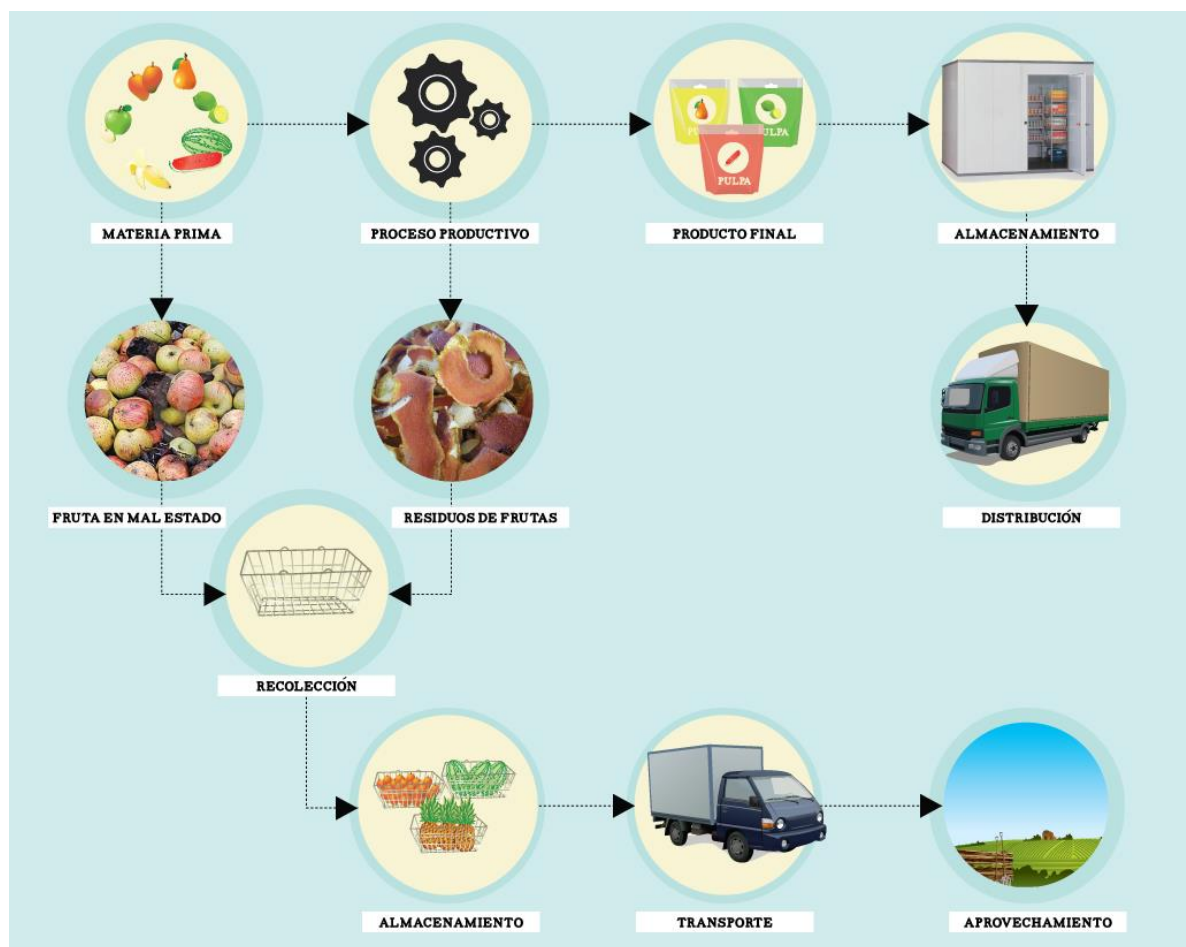 PULPA
PULPA
MATERIA PRIMA
PROCESO PRODUCTIVO
PRODUCTO FINAL
ALMACENAMIENTO
FRUTA EN MAL ESTADO
RESIDUOS DE FRUTAS
DISTRIBUCIÓN
RECOLECCIÓN
ALMACENAMIENTO
TRANSPORTE
APROVECHAMIENTO